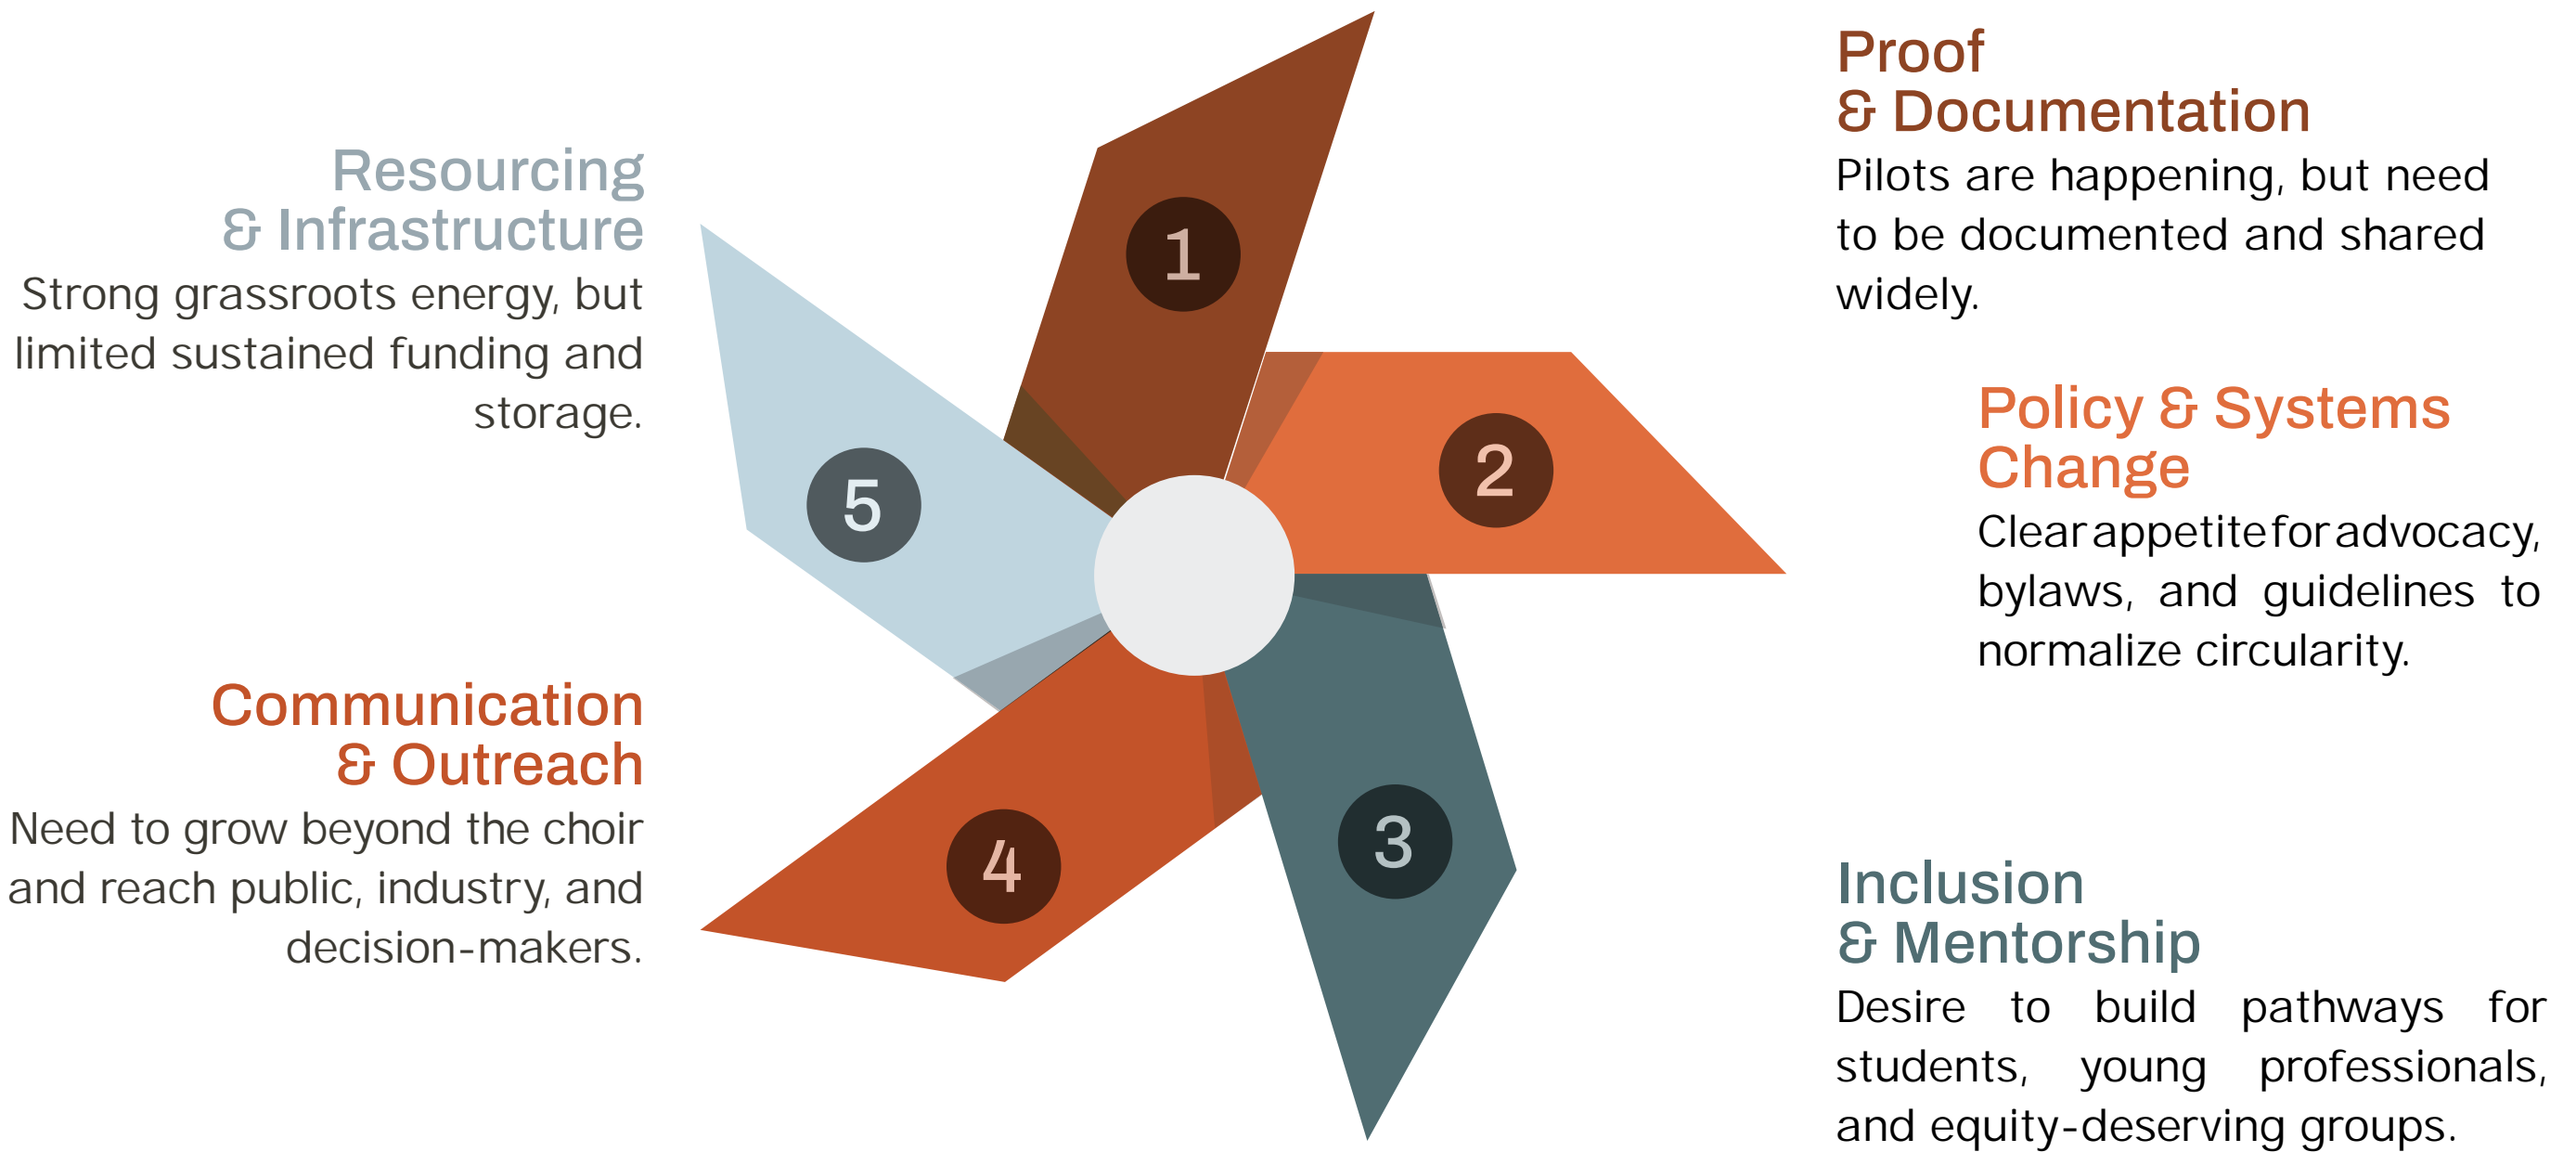 1
Proof
& Documentation
Pilots are happening, but need
to be documented and shared
widely.
2
Policy & Systems
Change
Clear appetite for advocacy,
bylaws, and guidelines to
normalize circularity.
3
Inclusion
& Mentorship
Desire to build pathways for
students, young professionals,
and equity-deserving groups.
4
Communication
& Outreach
Need to grow beyond the choir
and reach public, industry, and
decision-makers.
5
Resourcing
& Infrastructure
Strong grassroots energy, but
limited sustained funding and
storage.